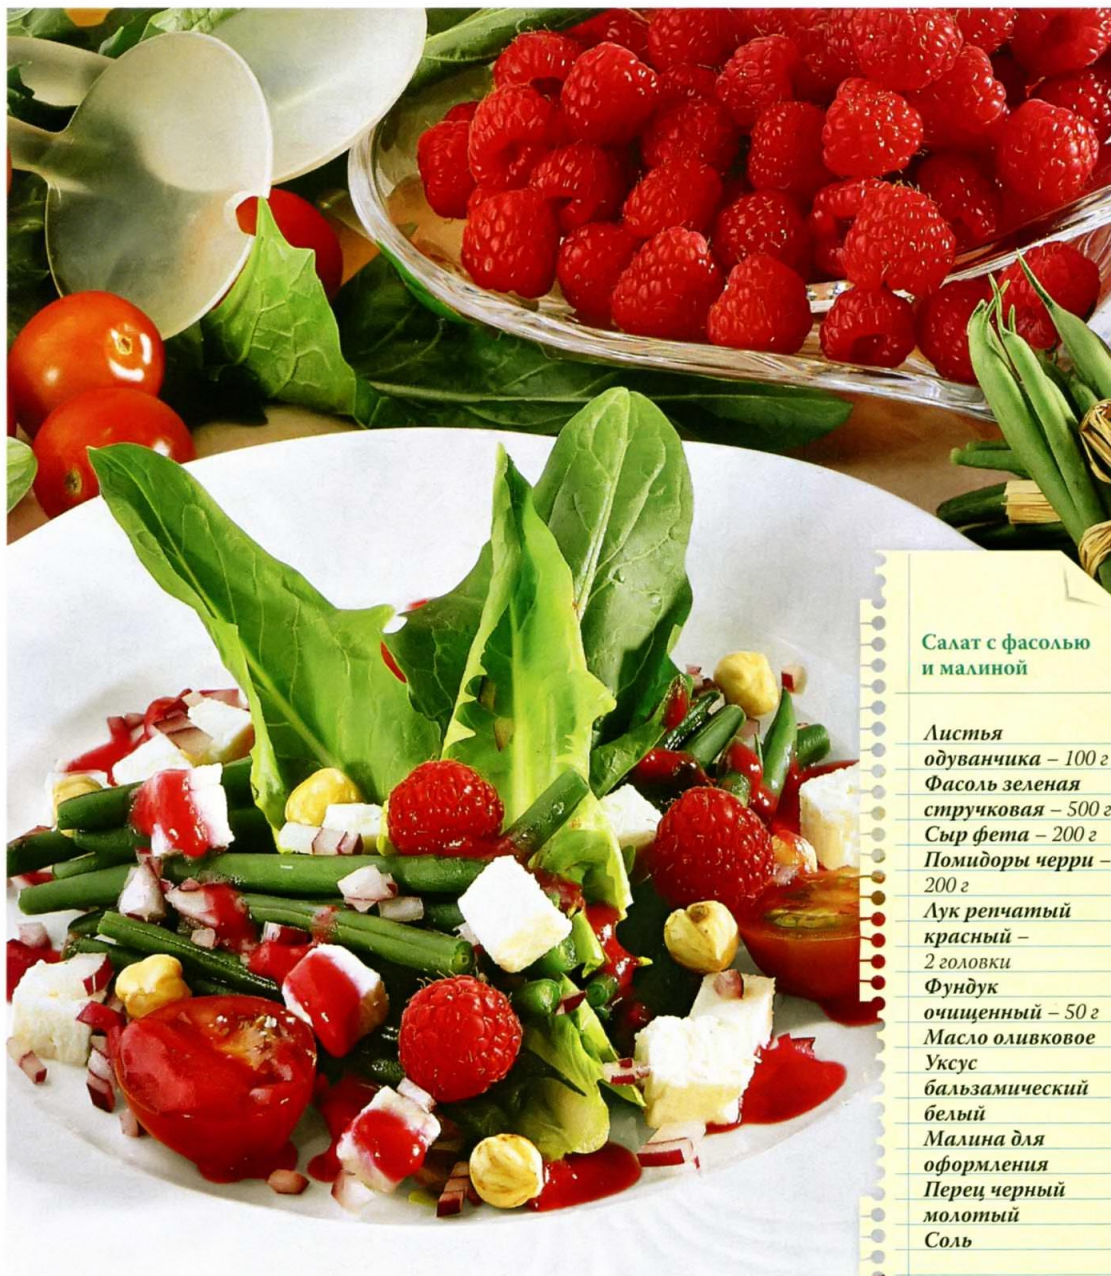 Салат с фасолью
и малиной
Листья
одуванчика – 100 г
Фасоль зеленая
стручковая – 500 г
Сыр фета – 200 г
Помидоры черри –
200 г
Лук репчатый
красный –
2 головки
Фундук
очищенный – 50 г
Масло оливковое
Уксус
бальзамический
белый
Малина для
оформления
Перец черный
молотый
Соль